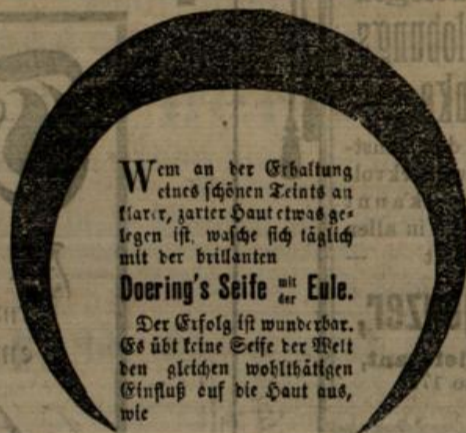 Wem an der Erhaltung
eines schönen Teints an
klarer, zarter Haut etwas ge-
legen ist, wasche sich täglich
mit der brillanten
Doering's Seife mit der Eule.
Der Erfolg ist wunderbar.
Es übt keine Seife der Welt
den gleichen wohlthätigen
Einfluß auf die Haut aus,
wie